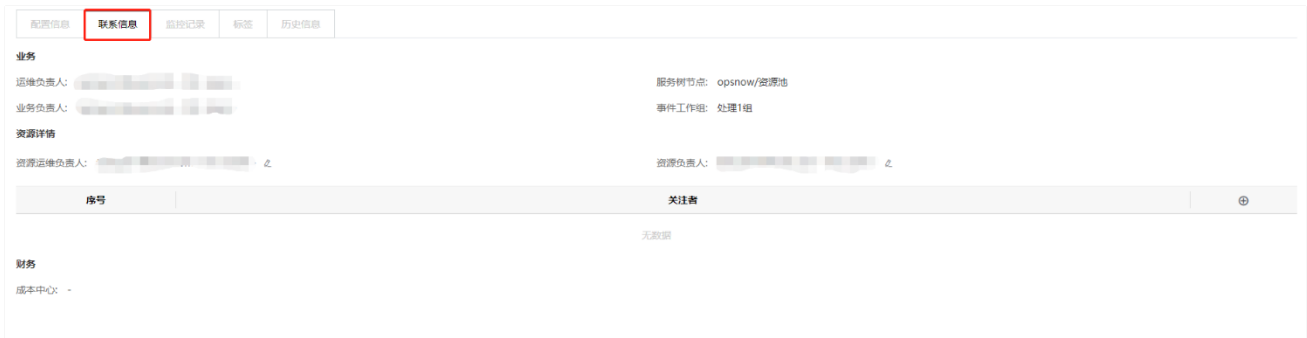 配置信息 联系信息 监控记录 标签 历史信息
业务
运维负责人: 服务树节点: opsnow/资源池
业务负责人: 事件工作组: 处理1组
资源详情
资源运维负责人: 资源负责人:
序号 关注者
无数据
财务
成本中心: -